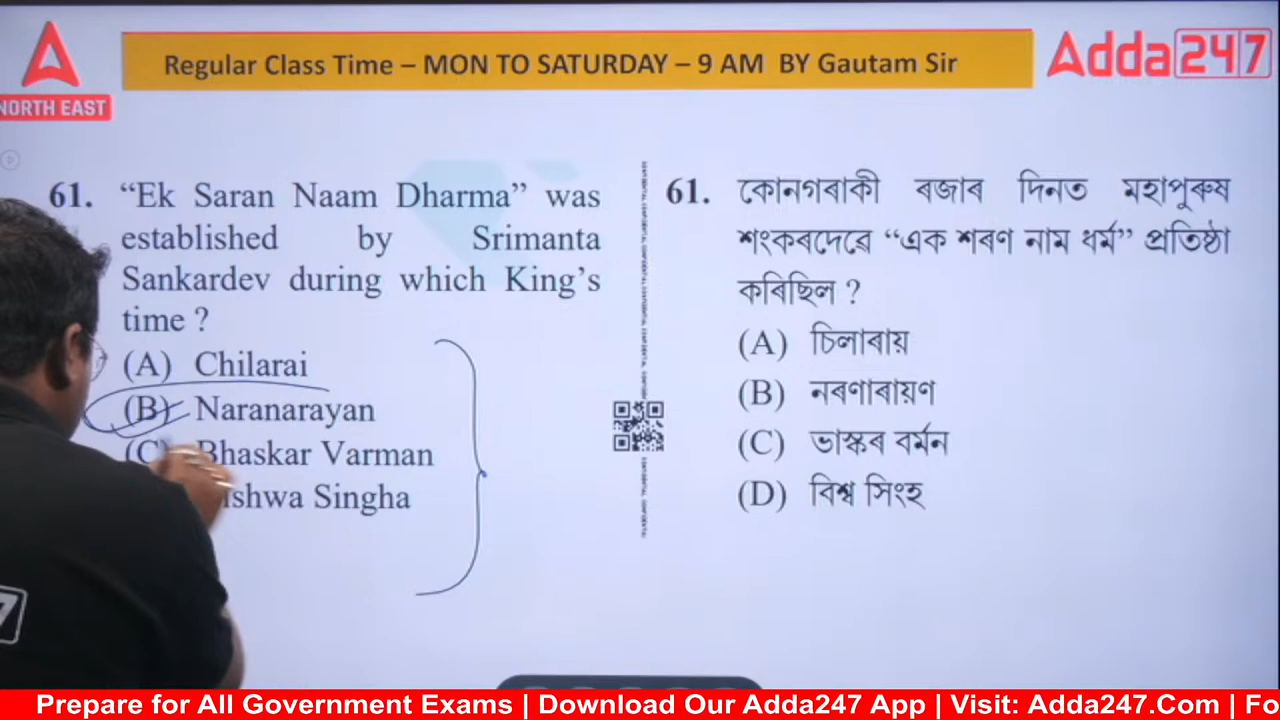 Regular Class Time – MON TO SATURDAY – 9 AM BY Gautam Sir
Adda247
NORTH EAST
61. “Ek Saran Naam Dharma” was
established by Srimanta
Sankardev during which King’s
time ?
(A) Chilarai
(B) Naranarayan
(C) Bhaskar Varman
Singha
61. কোনগৰাকী ৰজাৰ দিনত মহাপুৰুষ
শংকৰদেৱে “এক শৰণ নাম ধৰ্ম” প্ৰতিষ্ঠা
কৰিছিল ?
(A) চিলাৰায়
(B) নৰণাৰায়ণ
(C) ভাস্কৰ বৰ্মন
(D) বিশ্ব সিংহ
7
Prepare for All Government Exams | Download Our Adda247 App | Visit: Adda247.Com | Fo